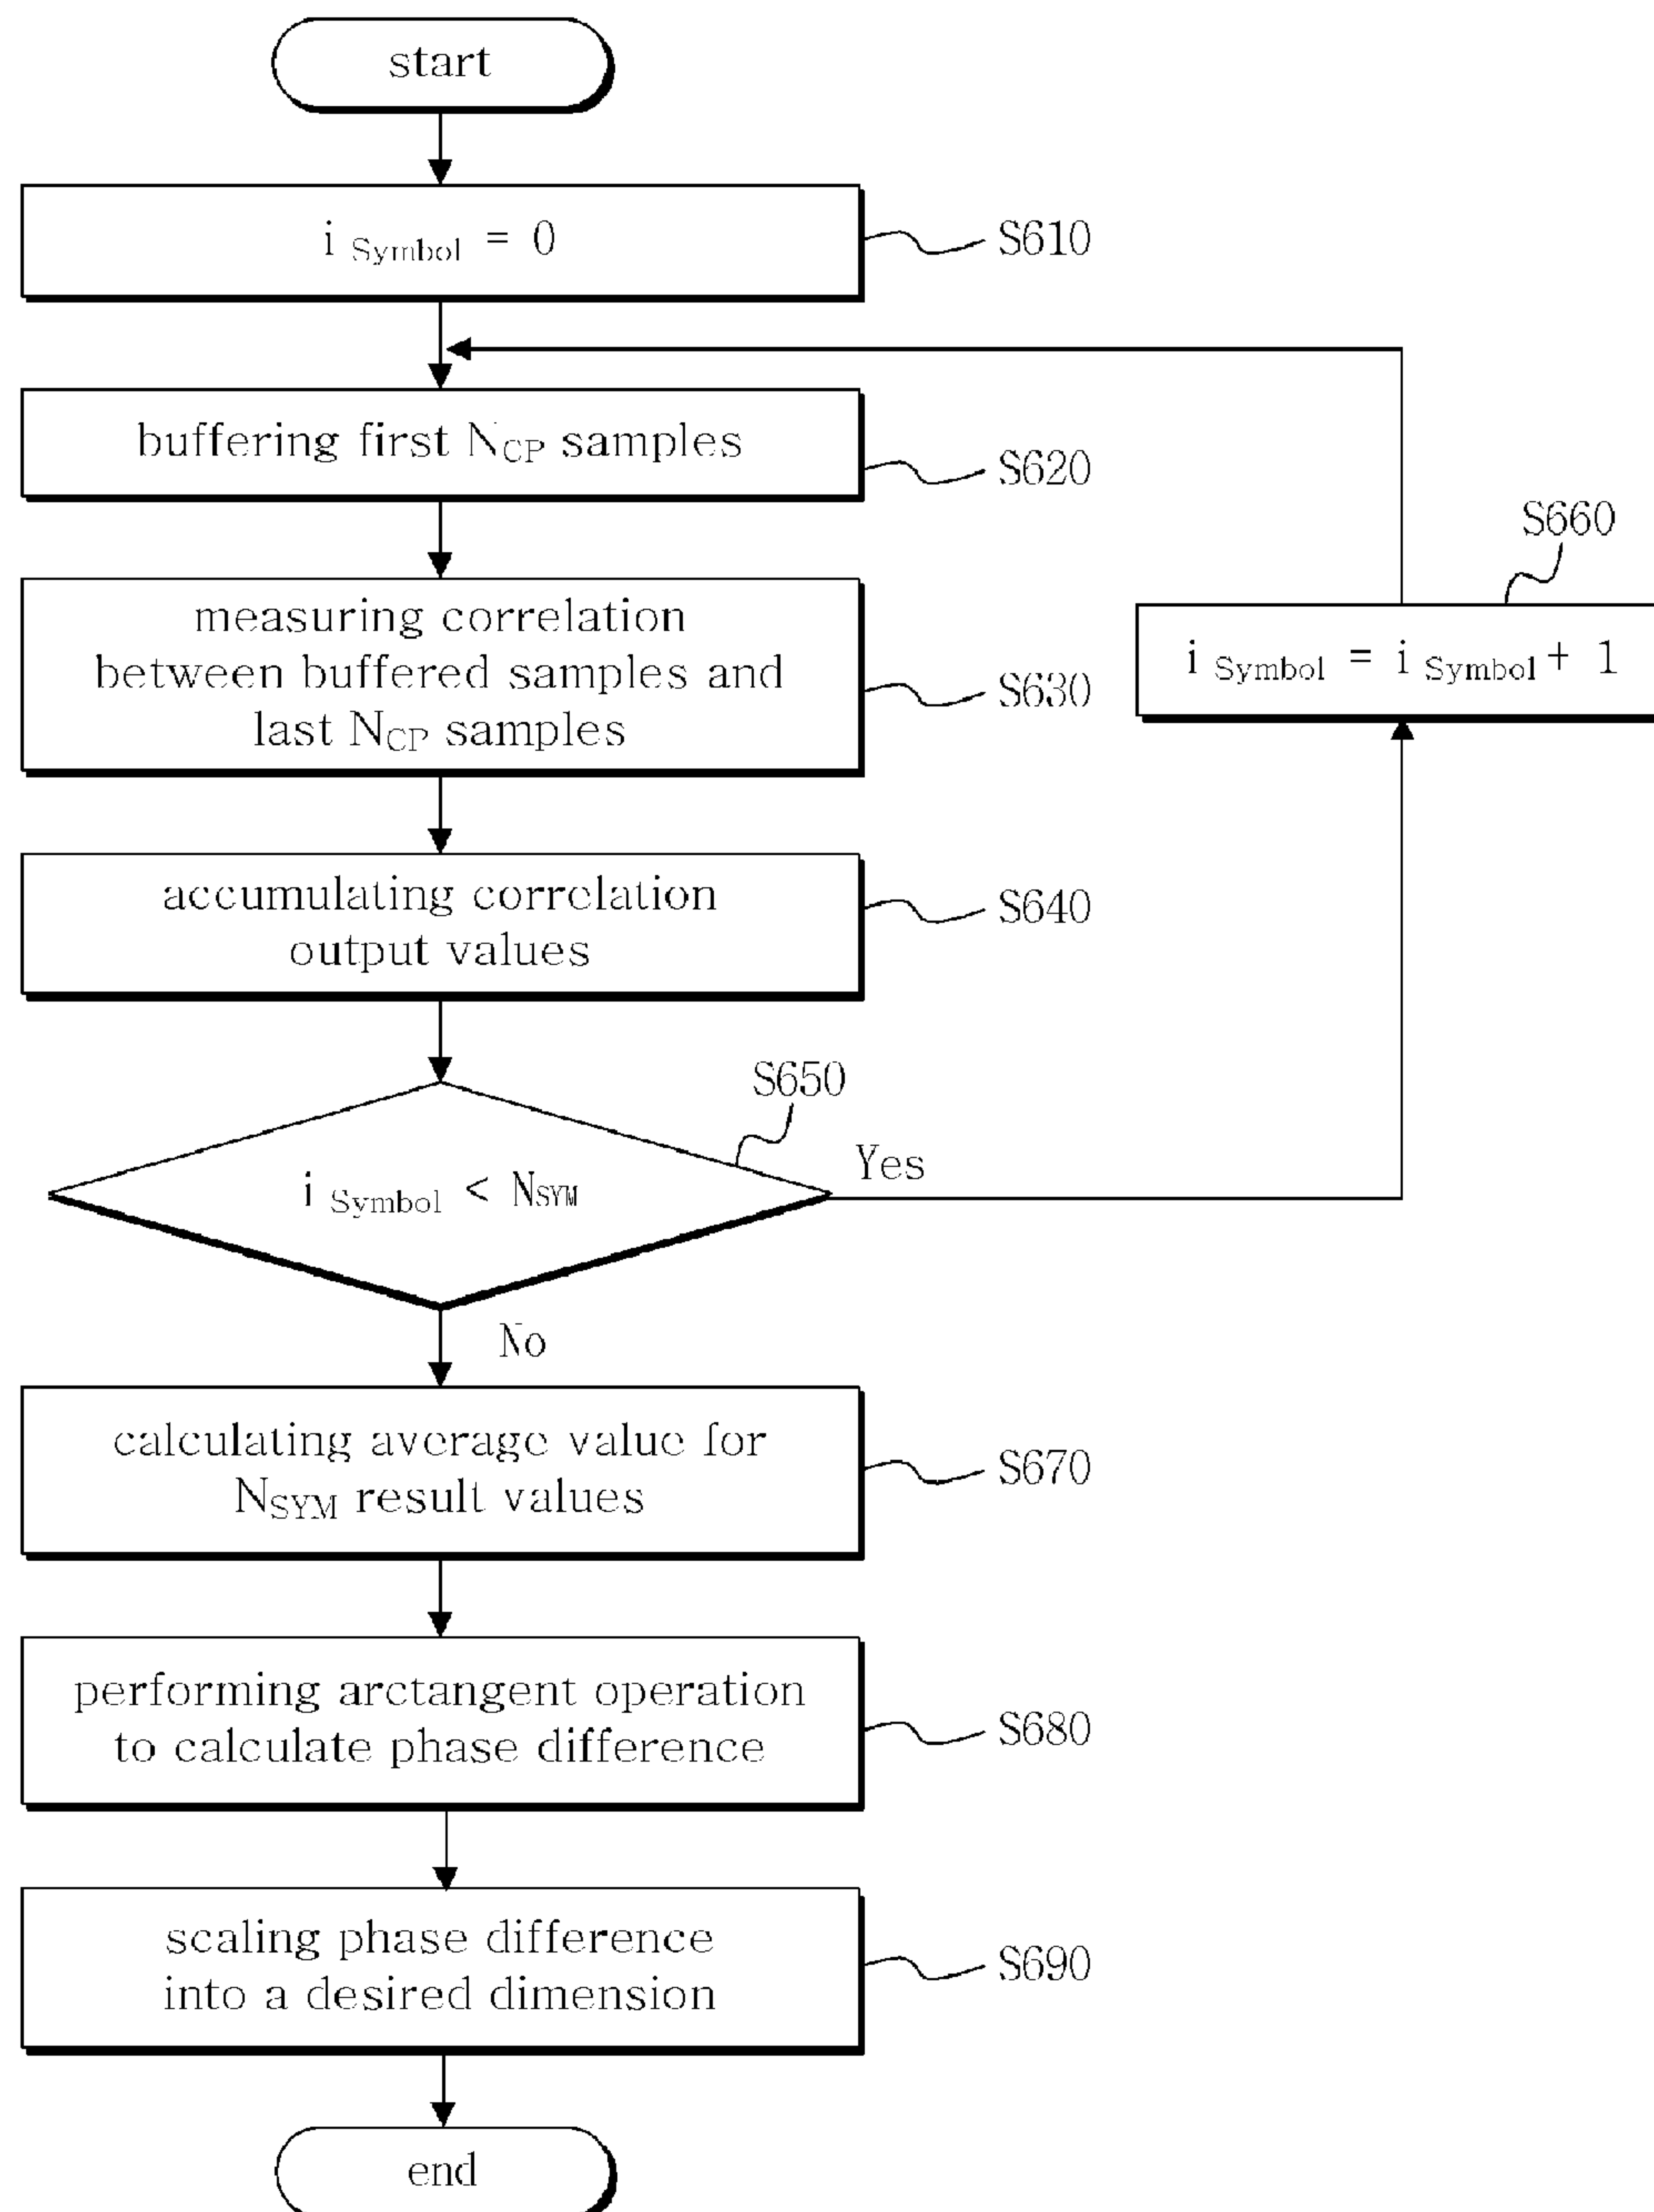 start
i Symbol = 0
S610
buffering first NCP samples
S620
measuring correlation
between buffered samples and
last NCP samples
S630
S660
i Symbol = i Symbol + 1
accumulating correlation
output values
S640
S650
i Symbol < NSYM
Yes
No
calculating average value for
NSYM result values
S670
performing arctangent operation
to calculate phase difference
S680
scaling phase difference
into a desired dimension
S690
end